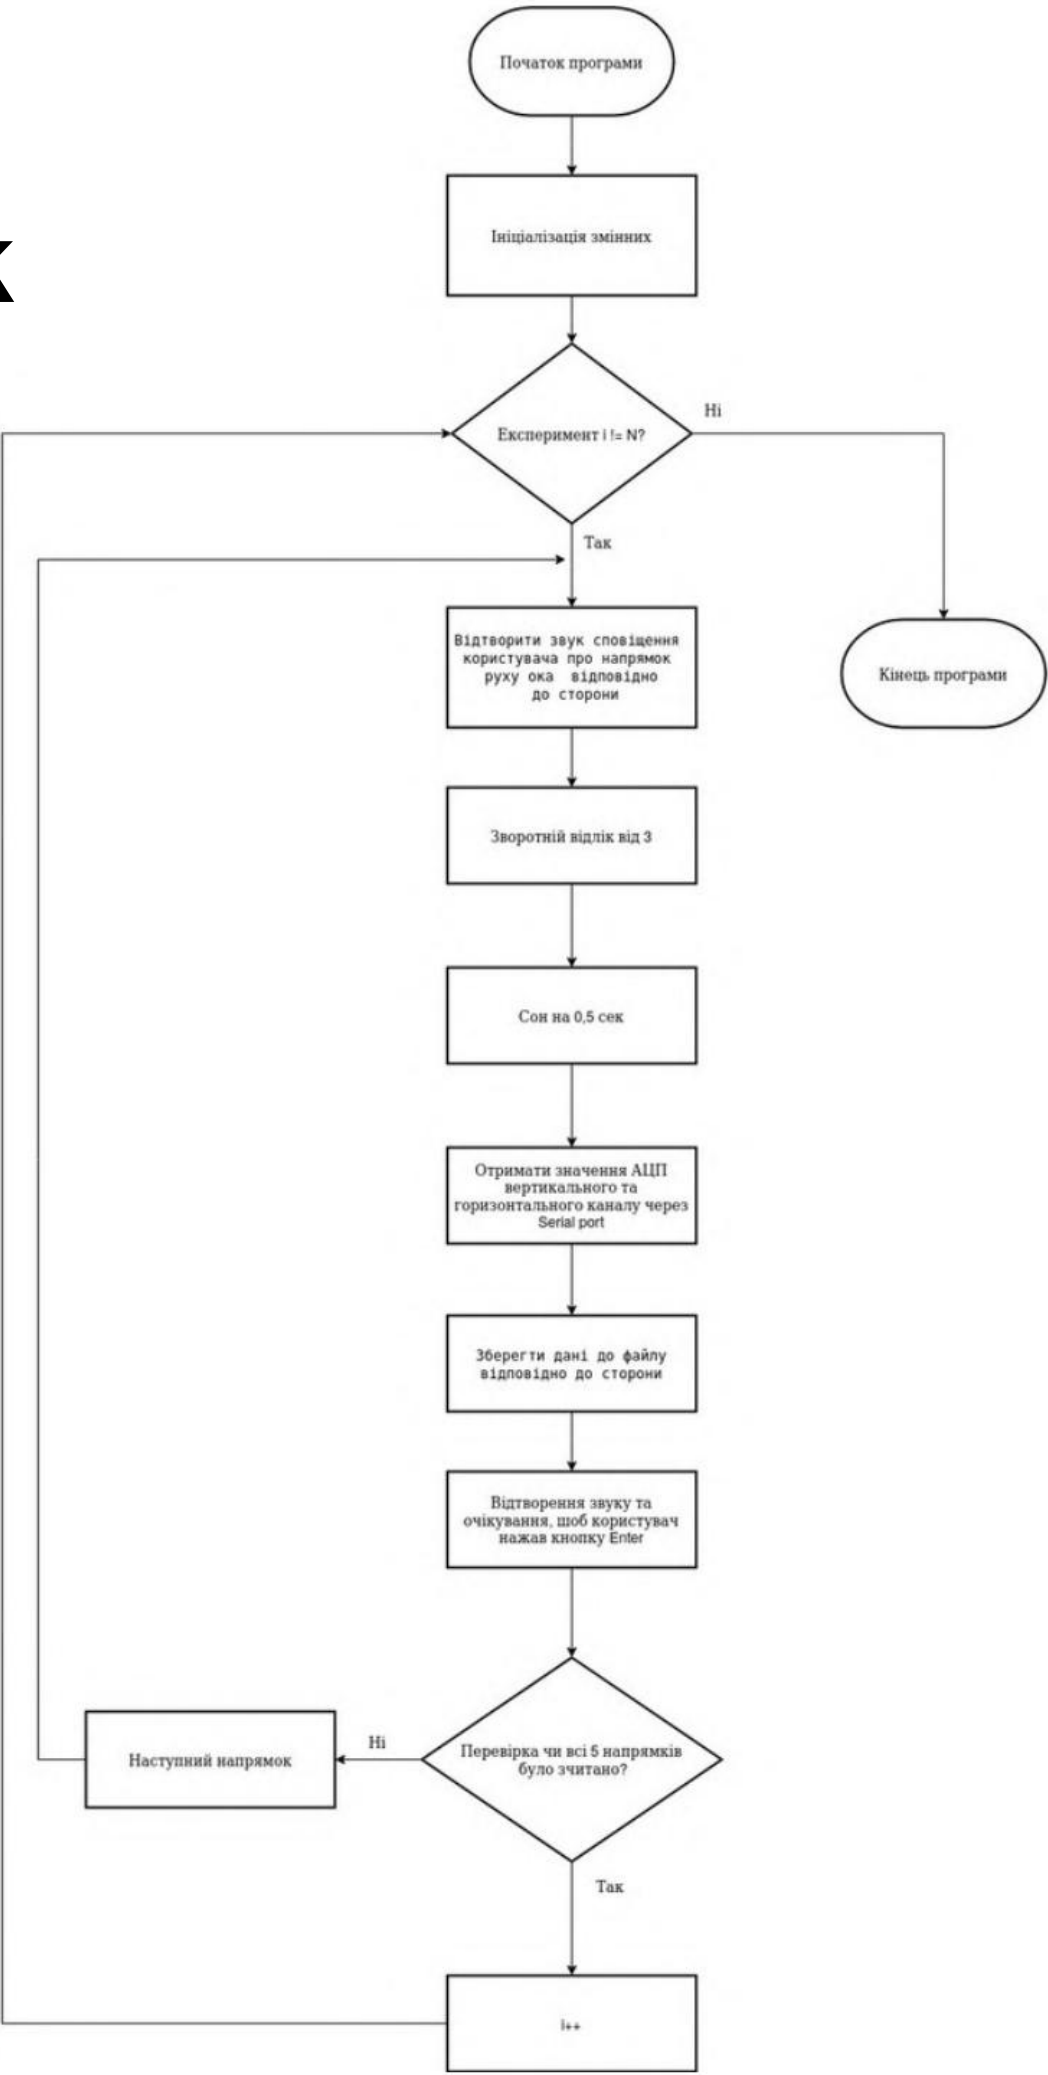 Початок програми
Ініціалізація змінних
Експеримент i != N?
Ні
Так
Відтворити звук сповіщення
користувача про напрямок
руху ока відповідно
до сторони
Кінець програми
Зворотній відлік від 3
Сон на 0,5 сек
Отримати значення АЦП
вертикального та
горизонтального каналу через
Serial port
Зберегти дані до файлу
відповідно до сторони
Відтворення звуку та
очікування, щоб користувач
нажав кнопку Enter
Перевірка чи всі 5 напрямків
було зчитано?
Ні
Наступний напрямок
Так
i++